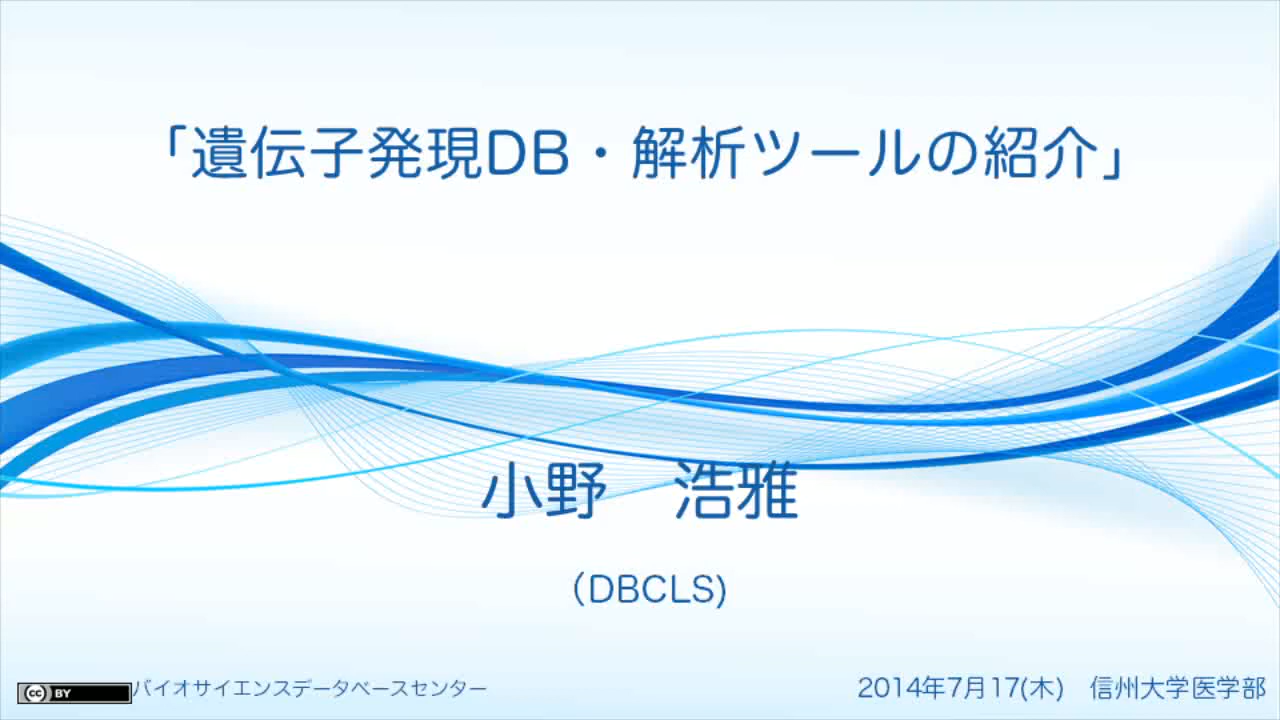 「遺伝子発現DB・解析ツールの紹介」
小野　浩雅
（DBCLS)
cc BY バイオサイエンスデータベースセンター
2014年7月17(木)　信州大学医学部